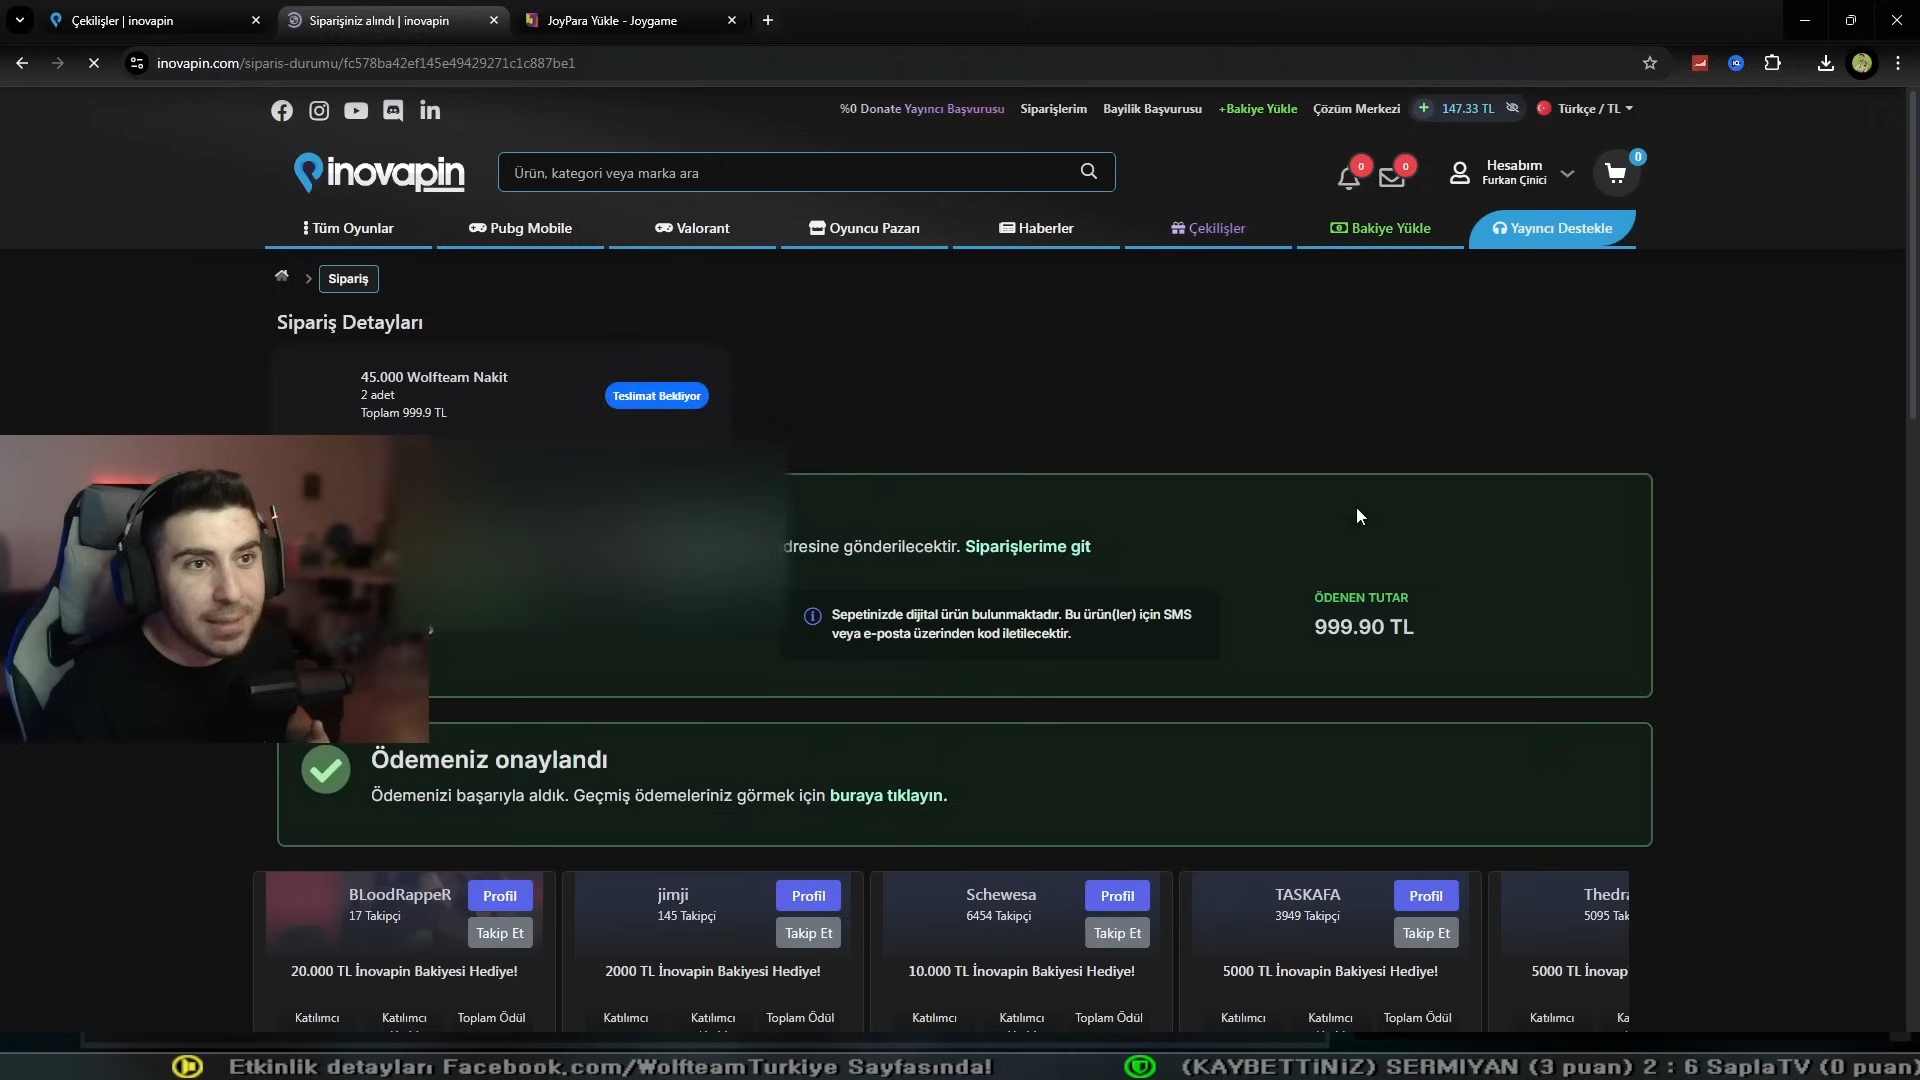 Çekilişler | inovapin
Siparişiniz alındı | inovapin
JoyPara Yükle - Joygame
inovapin.com/siparis-durumu/fc578ba42ef145e49429271c1c887be1
%0 Donate Yayıncı Başvurusu
Siparişlerim
Bayilik Başvurusu
+Bakiye Yükle
Çözüm Merkezi
+ 147.33 TL
Türkçe / TL
inovapin
Ürün, kategori veya marka ara
0
0
Hesabım
Furkan Çinici
0
Tüm Oyunlar
Pubg Mobile
Valorant
Oyuncu Pazarı
Haberler
Çekilişler
Bakiye Yükle
Yayıncı Destekle
Sipariş
Sipariş Detayları
45.000 Wolfteam Nakit
2 adet
Toplam 999.9 TL
Teslimat Bekliyor
dresine gönderilecektir. Siparişlerime git
Sepetinizde dijital ürün bulunmaktadır. Bu ürün(ler) için SMS
veya e-posta üzerinden kod iletilecektir.
ÖDENEN TUTAR
999.90 TL
Ödemeniz onaylandı
Ödemenizi başarıyla aldık. Geçmiş ödemeleriniz görmek için buraya tıklayın.
BLoodRappeR
17 Takipçi
Profil
Takip Et
20.000 TL İnovapin Bakiyesi Hediye!
Katılımcı
Katılımcı
Toplam Ödül
jimji
145 Takipçi
Profil
Takip Et
2000 TL İnovapin Bakiyesi Hediye!
Katılımcı
Katılımcı
Toplam Ödül
Schewesa
6454 Takipçi
Profil
Takip Et
10.000 TL İnovapin Bakiyesi Hediye!
Katılımcı
Katılımcı
Toplam Ödül
TASKAFA
3949 Takipçi
Profil
Takip Et
5000 TL İnovapin Bakiyesi Hediye!
Katılımcı
Katılımcı
Toplam Ödül
Thedra
5095 Tak
5000 TL İnovap
Katılımcı
Ka
Etkinlik detayları Facebook.com/WolfteamTurkiye Sayfasında!
(KAYBETTiNiZ) SERMIYAN (3 puan) 2 : 6 SaplaTV (0 puan)